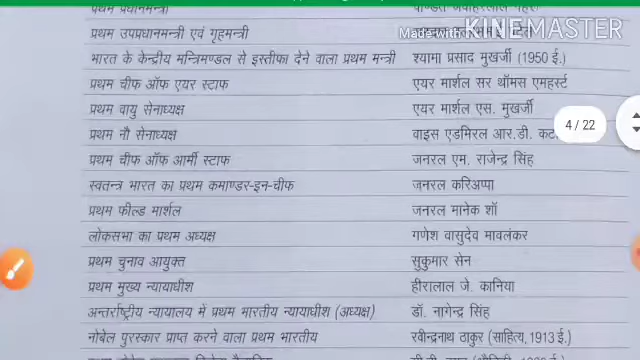 प्रथम प्रधानमन्त्री
प्रथम उपप्रधानमन्त्री एवं गृहमन्त्री
Made with KINEMASTER
भारत के केन्द्रीय मन्त्रिमण्डल से इस्तीफा देने वाला प्रथम मन्त्री श्यामा प्रसाद मुखर्जी (1950 ई.)
प्रथम चीफ ऑफ एयर स्टाफ एयर मार्शल सर थॉमस एमहर्स्ट
प्रथम वायु सेनाध्यक्ष एयर मार्शल एस. मुखर्जी
4 / 22
प्रथम नौ सेनाध्यक्ष वाइस एडमिरल आर.डी.
प्रथम चीफ ऑफ आर्मी स्टाफ जनरल एम. राजेन्द्र सिंह
स्वतन्त्र भारत का प्रथम कमाण्डर-इन-चीफ जनरल करिअप्पा
प्रथम फील्ड मार्शल जनरल मानेक शॉ
लोकसभा का प्रथम अध्यक्ष गणेश वासुदेव मावलंकर
प्रथम चुनाव आयुक्त सुकुमार सेन
प्रथम मुख्य न्यायाधीश हीरालाल जे. कानिया
अन्तर्राष्ट्रीय न्यायालय में प्रथम भारतीय न्यायाधीश (अध्यक्ष) डॉ. नागेन्द्र सिंह
नोबेल पुरस्कार प्राप्त करने वाला प्रथम भारतीय रवीन्द्रनाथ ठाकुर (साहित्य, 1913 ई.)